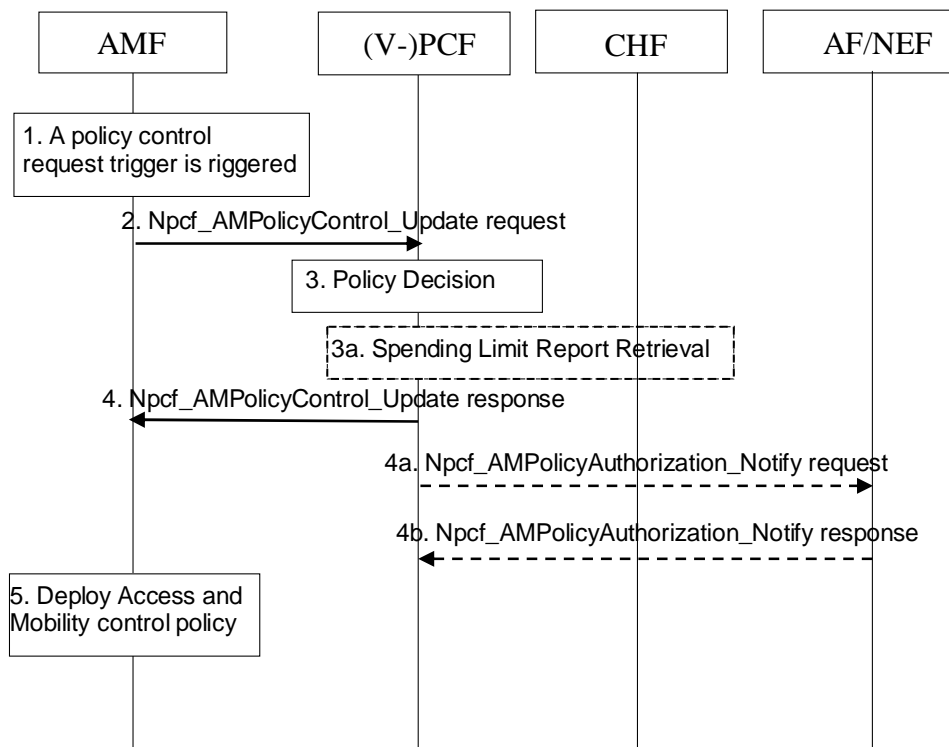 AMF
(V-)PCF
CHF
AF/NEF
1. A policy control
request trigger is riggered
2. Npcf_AMPolicyControl_Update request
3. Policy Decision
3a. Spending Limit Report Retrieval
4. Npcf_AMPolicyControl_Update response
4a. Npcf_AMPolicyAuthorization_Notify request
4b. Npcf_AMPolicyAuthorization_Notify response
5. Deploy Access and
Mobility control policy